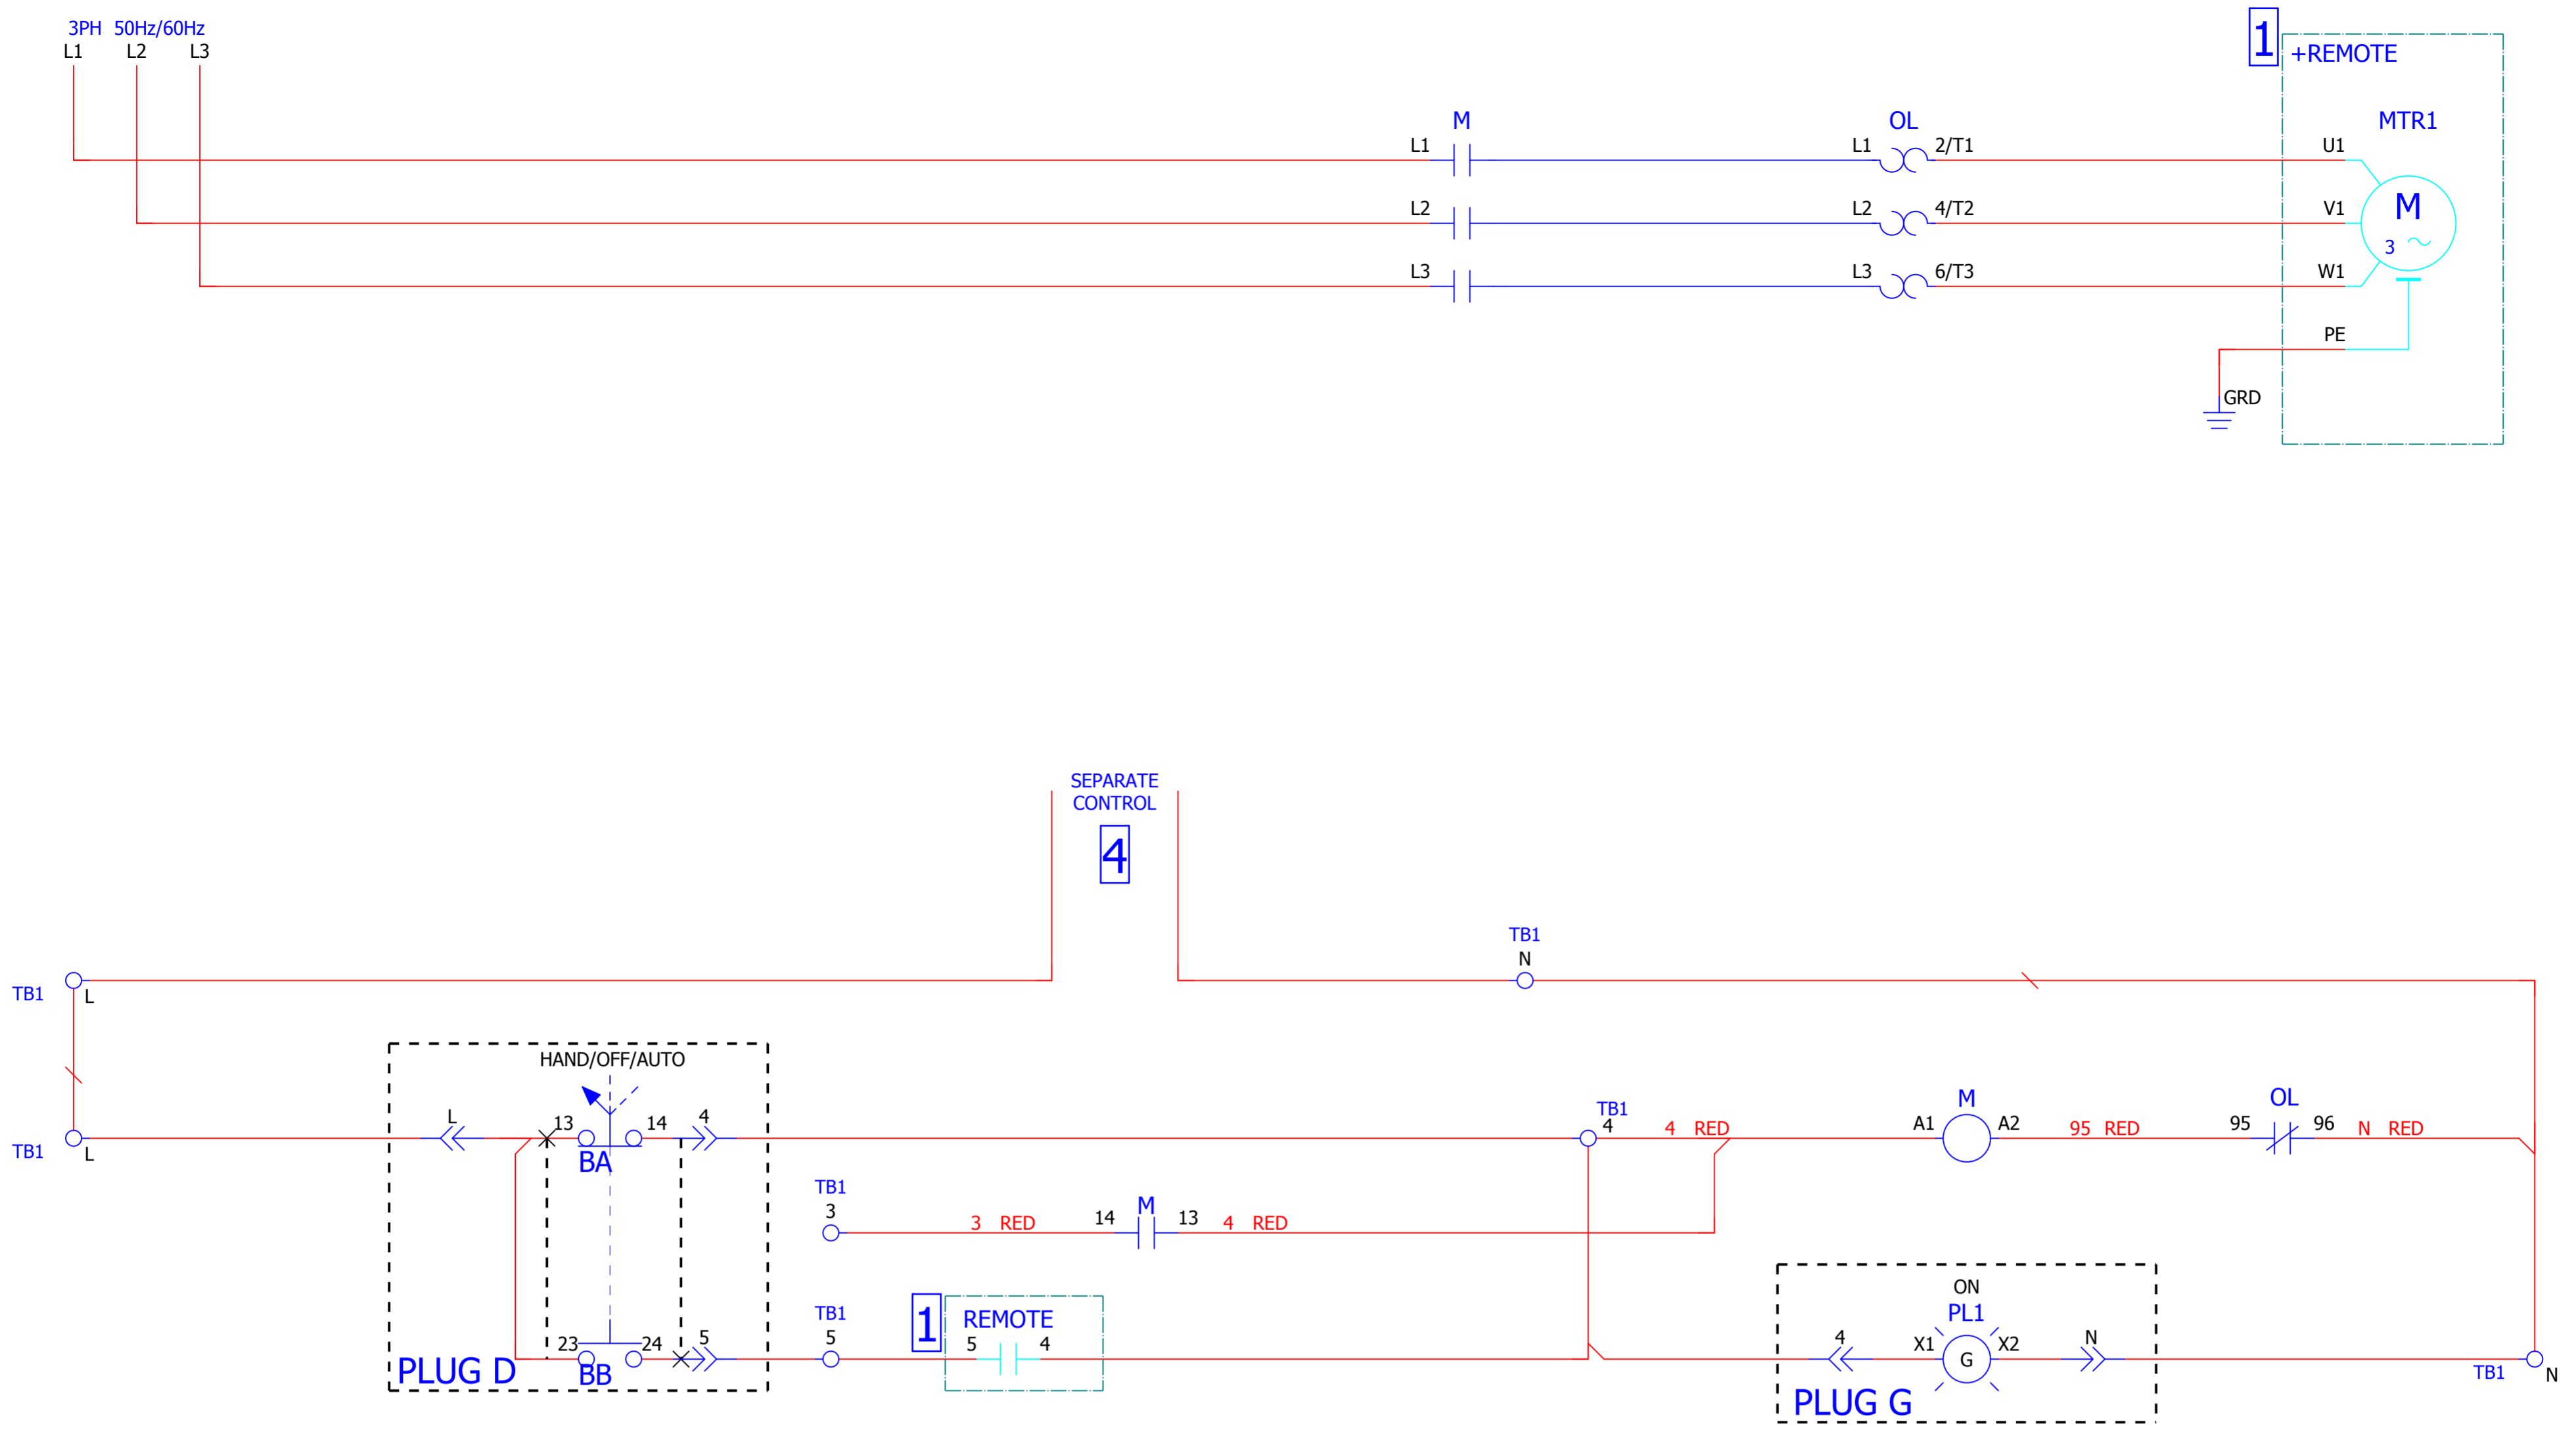 3PH 50Hz/60Hz
L1 L2 L3
1
+REMOTE
M
OL
MTR1
L1 L1 2/T1 U1
L2 L2 4/T2 V1
M
3
L3 L3 6/T3 W1
PE
GRD
SEPARATE
CONTROL
4
TB1
N
TB1
L
HAND/OFF/AUTO
TB1
L
L
13
14
4
BA
TB1
4
4 RED
M
A1
A2
95 RED
OL
95
96
N RED
TB1
3
3 RED
14
M
13
4 RED
23
24
5
BB
PLUG D
TB1
5
1
REMOTE
5
4
ON
PL1
4
X1
G
X2
N
PLUG G
TB1
N